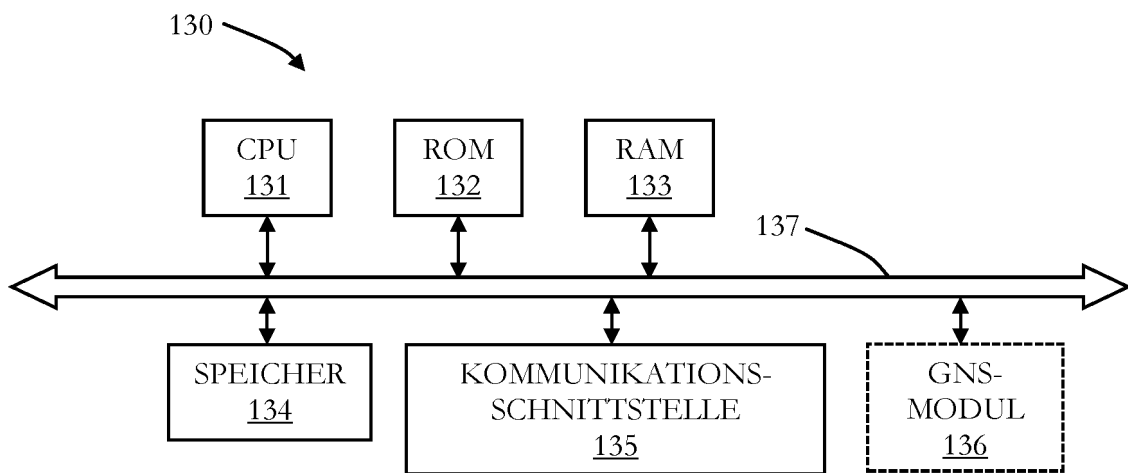 130
CPU
131
ROM
132
RAM
133
137
SPEICHER
134
KOMMUNIKATIONS-
SCHNITTSTELLE
135
GNS-
MODUL
136